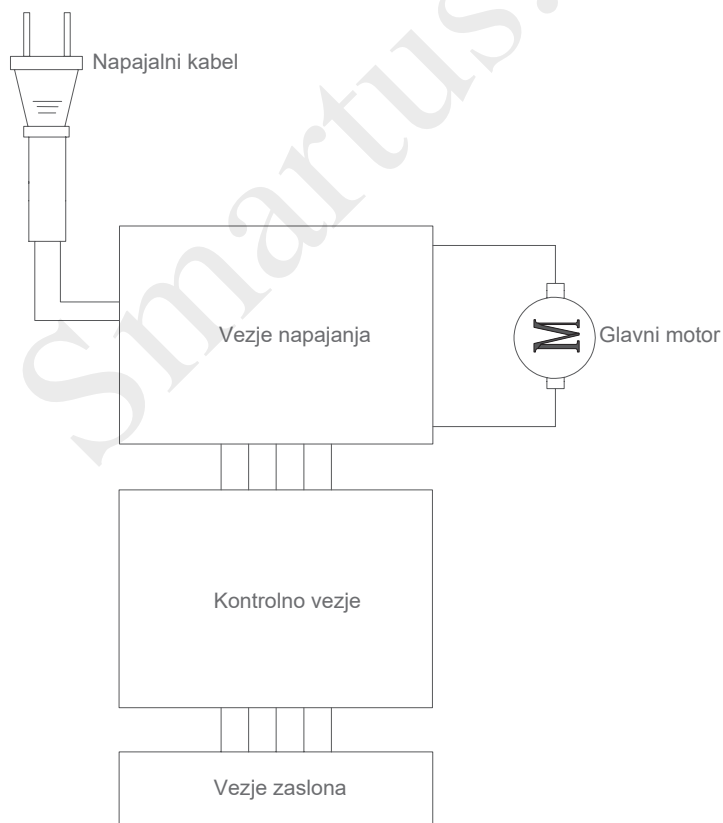 Napajalni kabel
Vezje napajanja
M
Glavni motor
Kontrolno vezje
Vezje zaslona
Smartus.